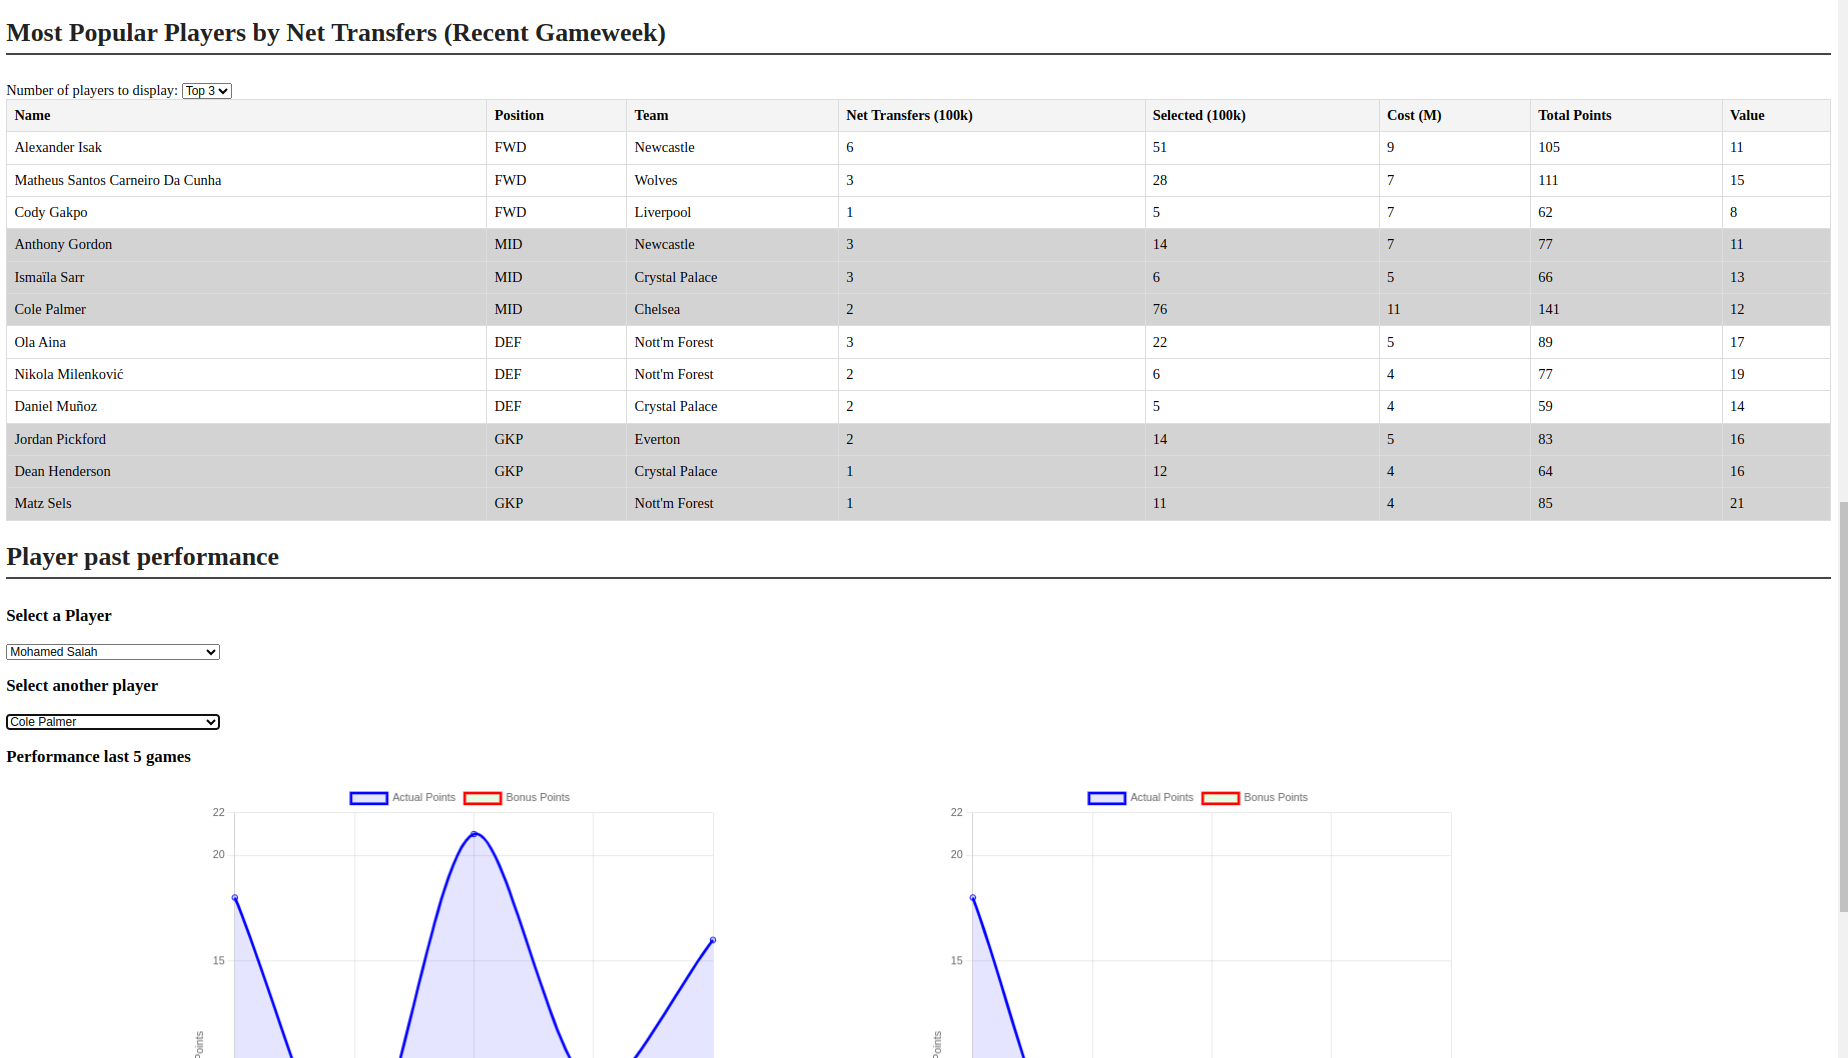 Most Popular Players by Net Transfers (Recent Gameweek)
Number of players to display: Top 3
Name Position Team Net Transfers (100k) Selected (100k) Cost (M) Total Points Value
Alexander Isak FWD Newcastle 6 51 9 105 11
Matheus Santos Carneiro Da Cunha FWD Wolves 3 28 7 111 15
Cody Gakpo FWD Liverpool 1 5 7 62 8
Anthony Gordon MID Newcastle 3 14 7 77 11
Ismaïla Sarr MID Crystal Palace 3 6 5 66 13
Cole Palmer MID Chelsea 2 76 11 141 12
Ola Aina DEF Nott'm Forest 3 22 5 89 17
Nikola Milenković DEF Nott'm Forest 2 6 4 77 19
Daniel Muñoz DEF Crystal Palace 2 5 4 59 14
Jordan Pickford GKP Everton 2 14 5 83 16
Dean Henderson GKP Crystal Palace 1 12 4 64 16
Matz Sels GKP Nott'm Forest 1 11 4 85 21
Player past performance
Select a Player
Mohamed Salah
Select another player
Cole Palmer
Performance last 5 games
Actual Points Bonus Points
22
20
15
Points
Actual Points Bonus Points
22
20
15
Points